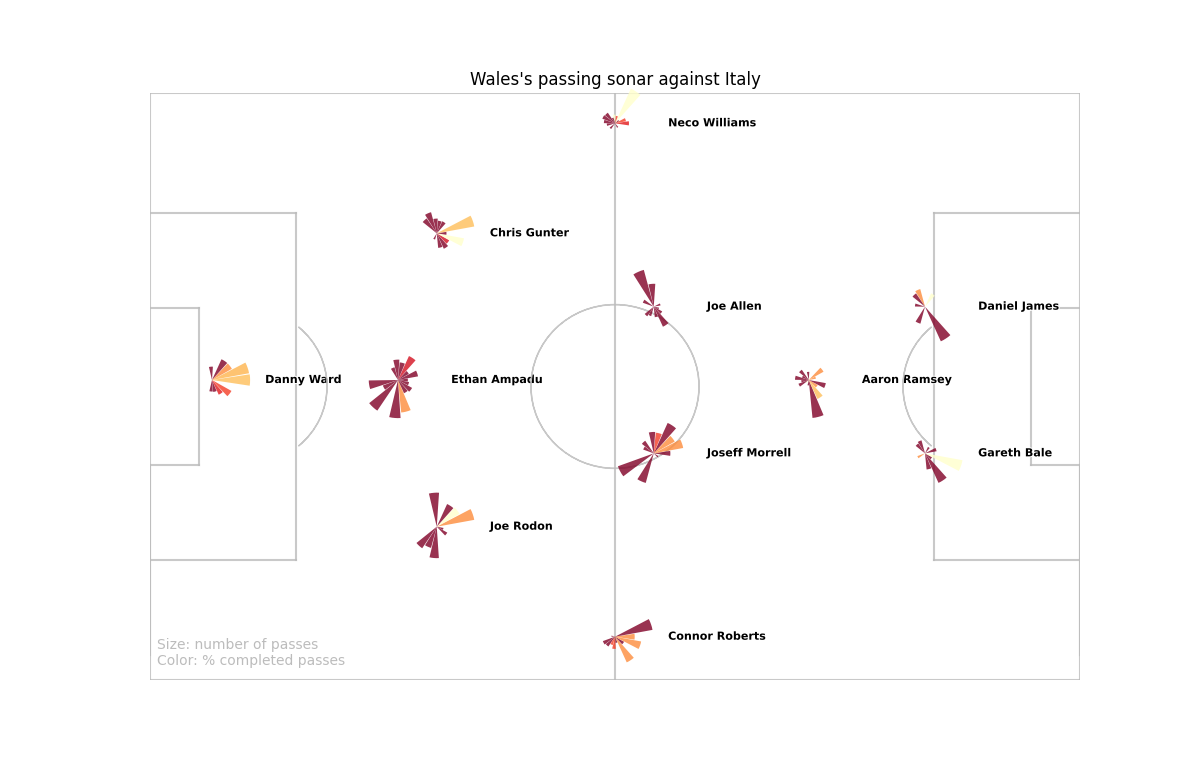 Wales's passing sonar against Italy
Neco Williams
Chris Gunter
Joe Allen
Daniel James
Danny Ward
Ethan Ampadu
Aaron Ramsey
Joseff Morrell
Gareth Bale
Joe Rodon
Connor Roberts
Size: number of passes
Color: % completed passes